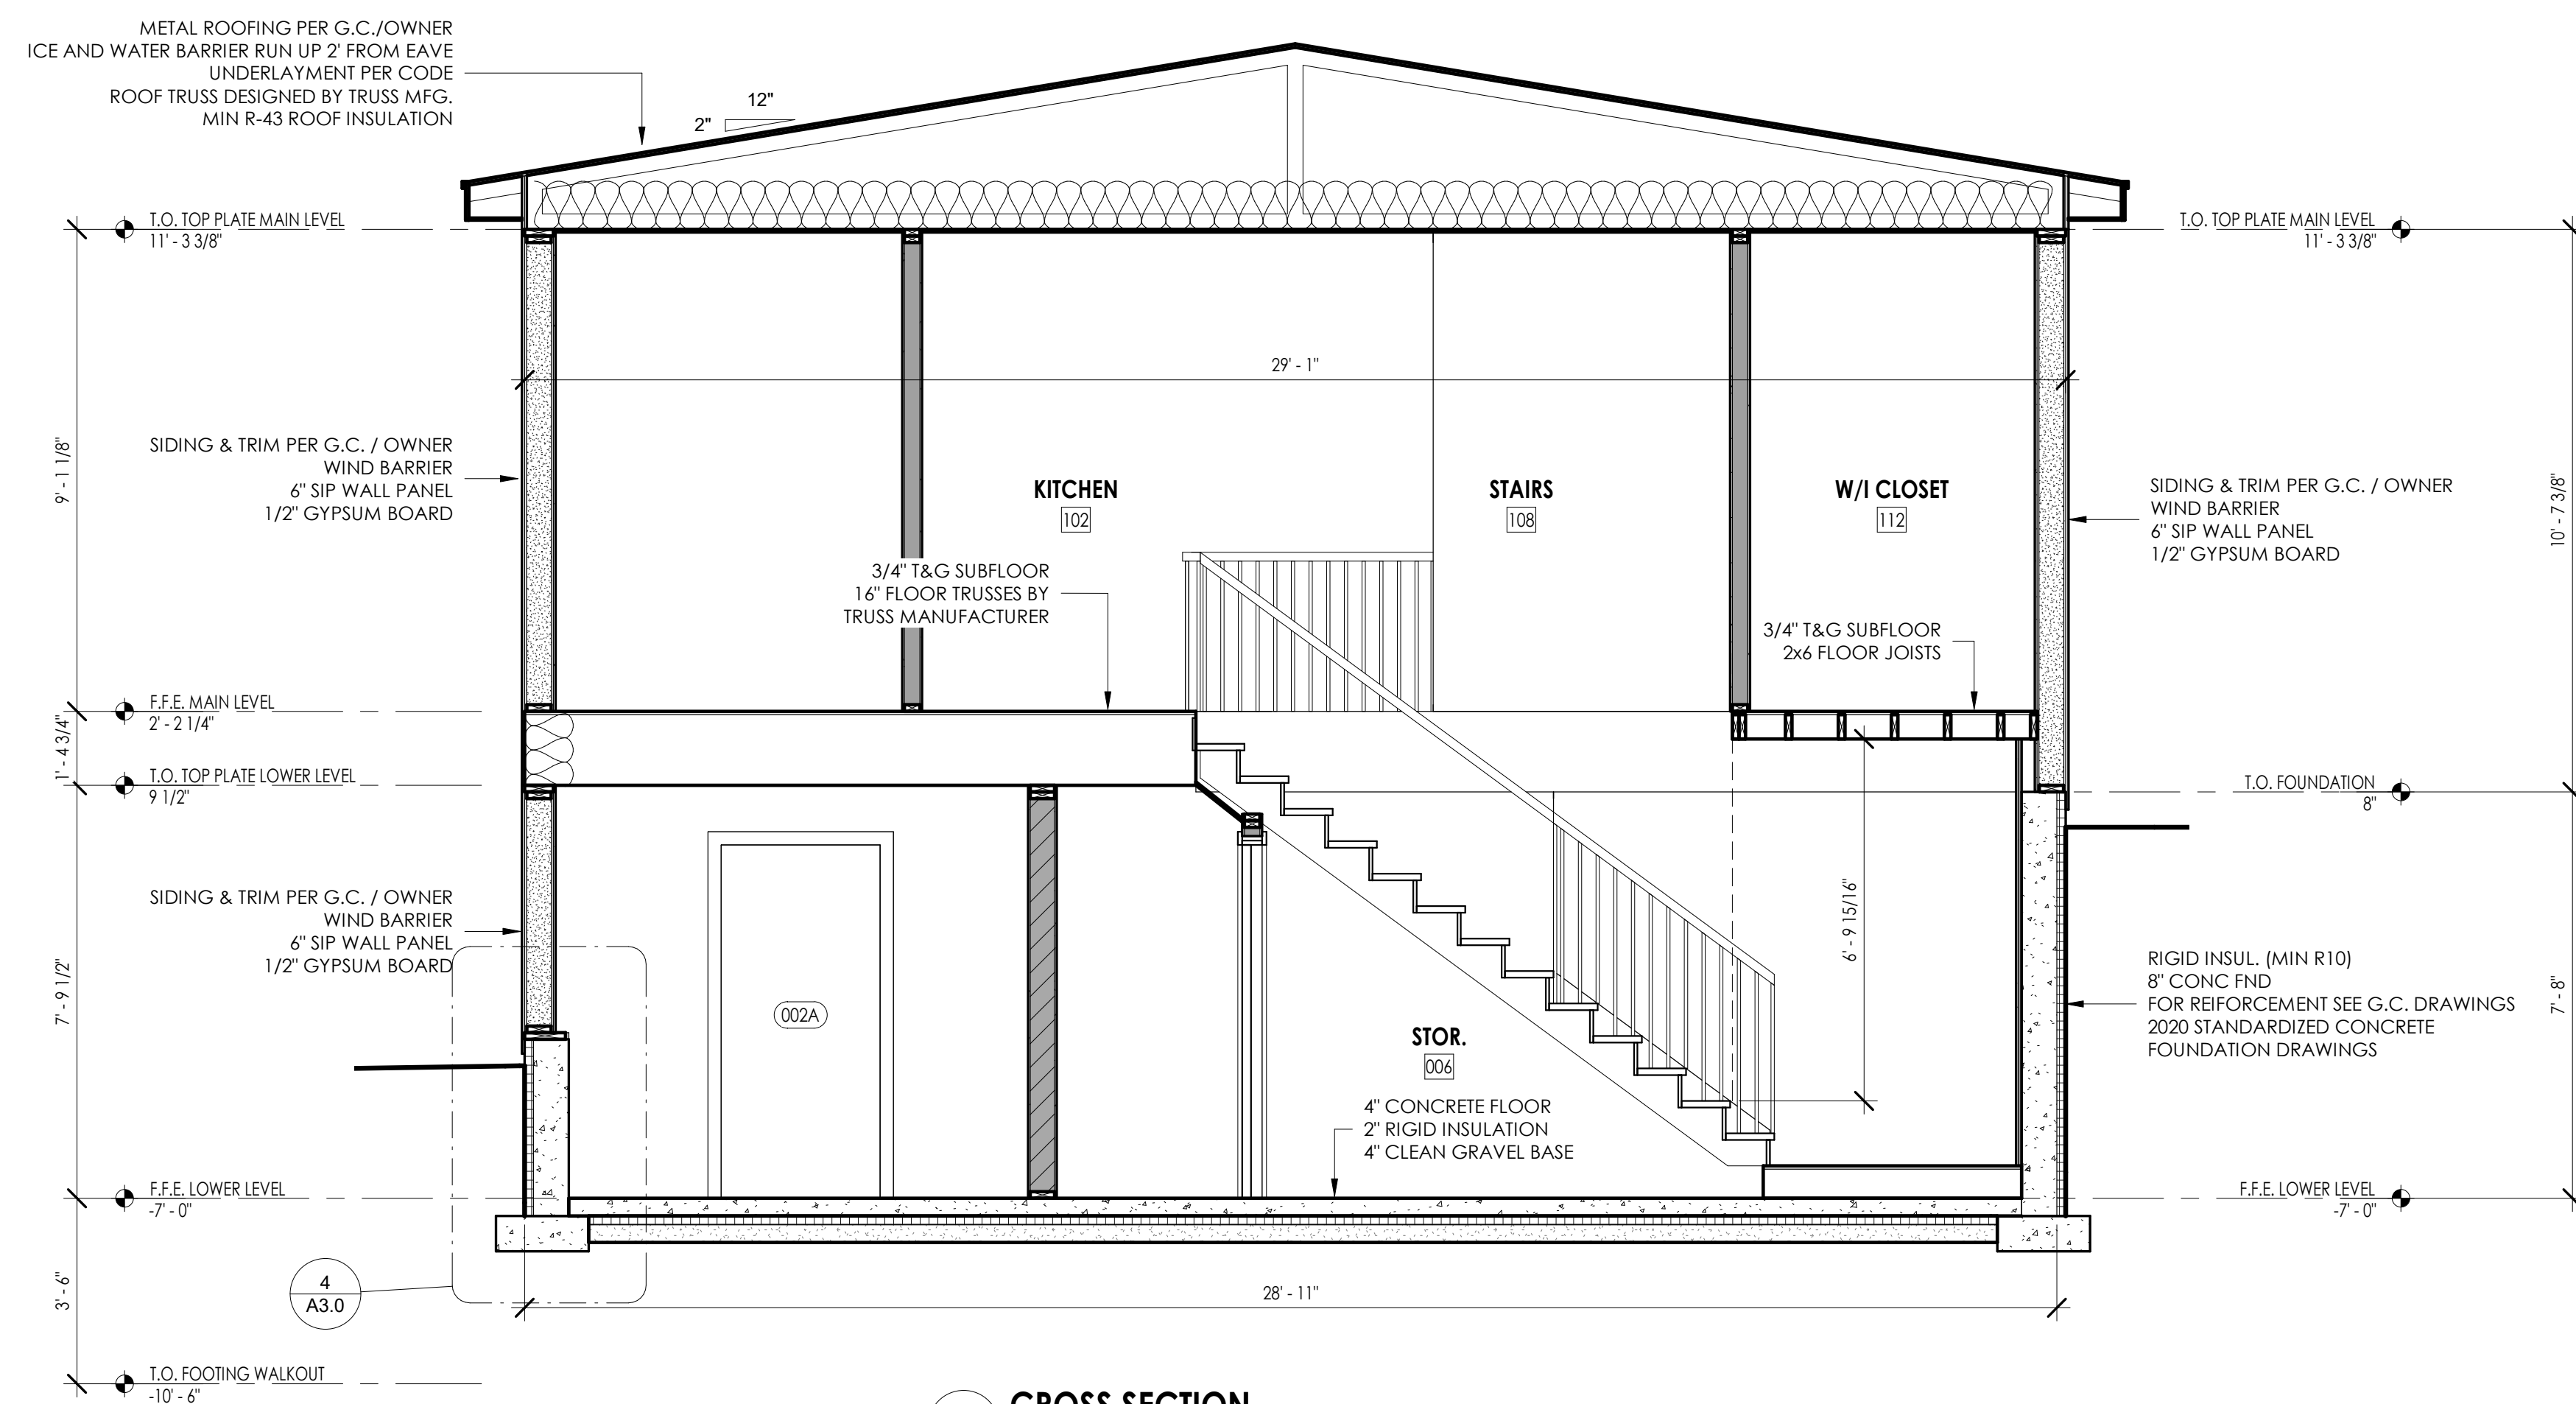 METAL ROOFING PER G.C./OWNER
ICE AND WATER BARRIER RUN UP 2' FROM EAVE
UNDERLAYMENT PER CODE
ROOF TRUSS DESIGNED BY TRUSS MFG.
MIN R-43 ROOF INSULATION
12"
2"
T.O. TOP PLATE MAIN LEVEL
11' - 3 3/8"
T.O. TOP PLATE MAIN LEVEL
11' - 3 3/8"
29' - 1"
9' - 1 1/8"
SIDING & TRIM PER G.C. / OWNER
WIND BARRIER
6" SIP WALL PANEL
1/2" GYPSUM BOARD
KITCHEN
102
STAIRS
108
W/I CLOSET
112
SIDING & TRIM PER G.C. / OWNER
WIND BARRIER
6" SIP WALL PANEL
1/2" GYPSUM BOARD
10' - 7 3/8"
3/4" T&G SUBFLOOR
16" FLOOR TRUSSES BY
TRUSS MANUFACTURER
3/4" T&G SUBFLOOR
2x6 FLOOR JOISTS
F.F.E. MAIN LEVEL
2' - 2 1/4"
1' - 4 3/4"
T.O. TOP PLATE LOWER LEVEL
9 1/2"
T.O. FOUNDATION
8"
SIDING & TRIM PER G.C. / OWNER
WIND BARRIER
6" SIP WALL PANEL
1/2" GYPSUM BOARD
7' - 9 1/2"
002A
6' - 9 15/16"
RIGID INSUL. (MIN R10)
8" CONC FND
FOR REIFORCEMENT SEE G.C. DRAWINGS
2020 STANDARDIZED CONCRETE
FOUNDATION DRAWINGS
7' - 8"
STOR.
006
4" CONCRETE FLOOR
2" RIGID INSULATION
4" CLEAN GRAVEL BASE
F.F.E. LOWER LEVEL
-7' - 0"
F.F.E. LOWER LEVEL
-7' - 0"
4
A3.0
3' - 6"
28' - 11"
T.O. FOOTING WALKOUT
-10' - 6"
CROSS SECTION